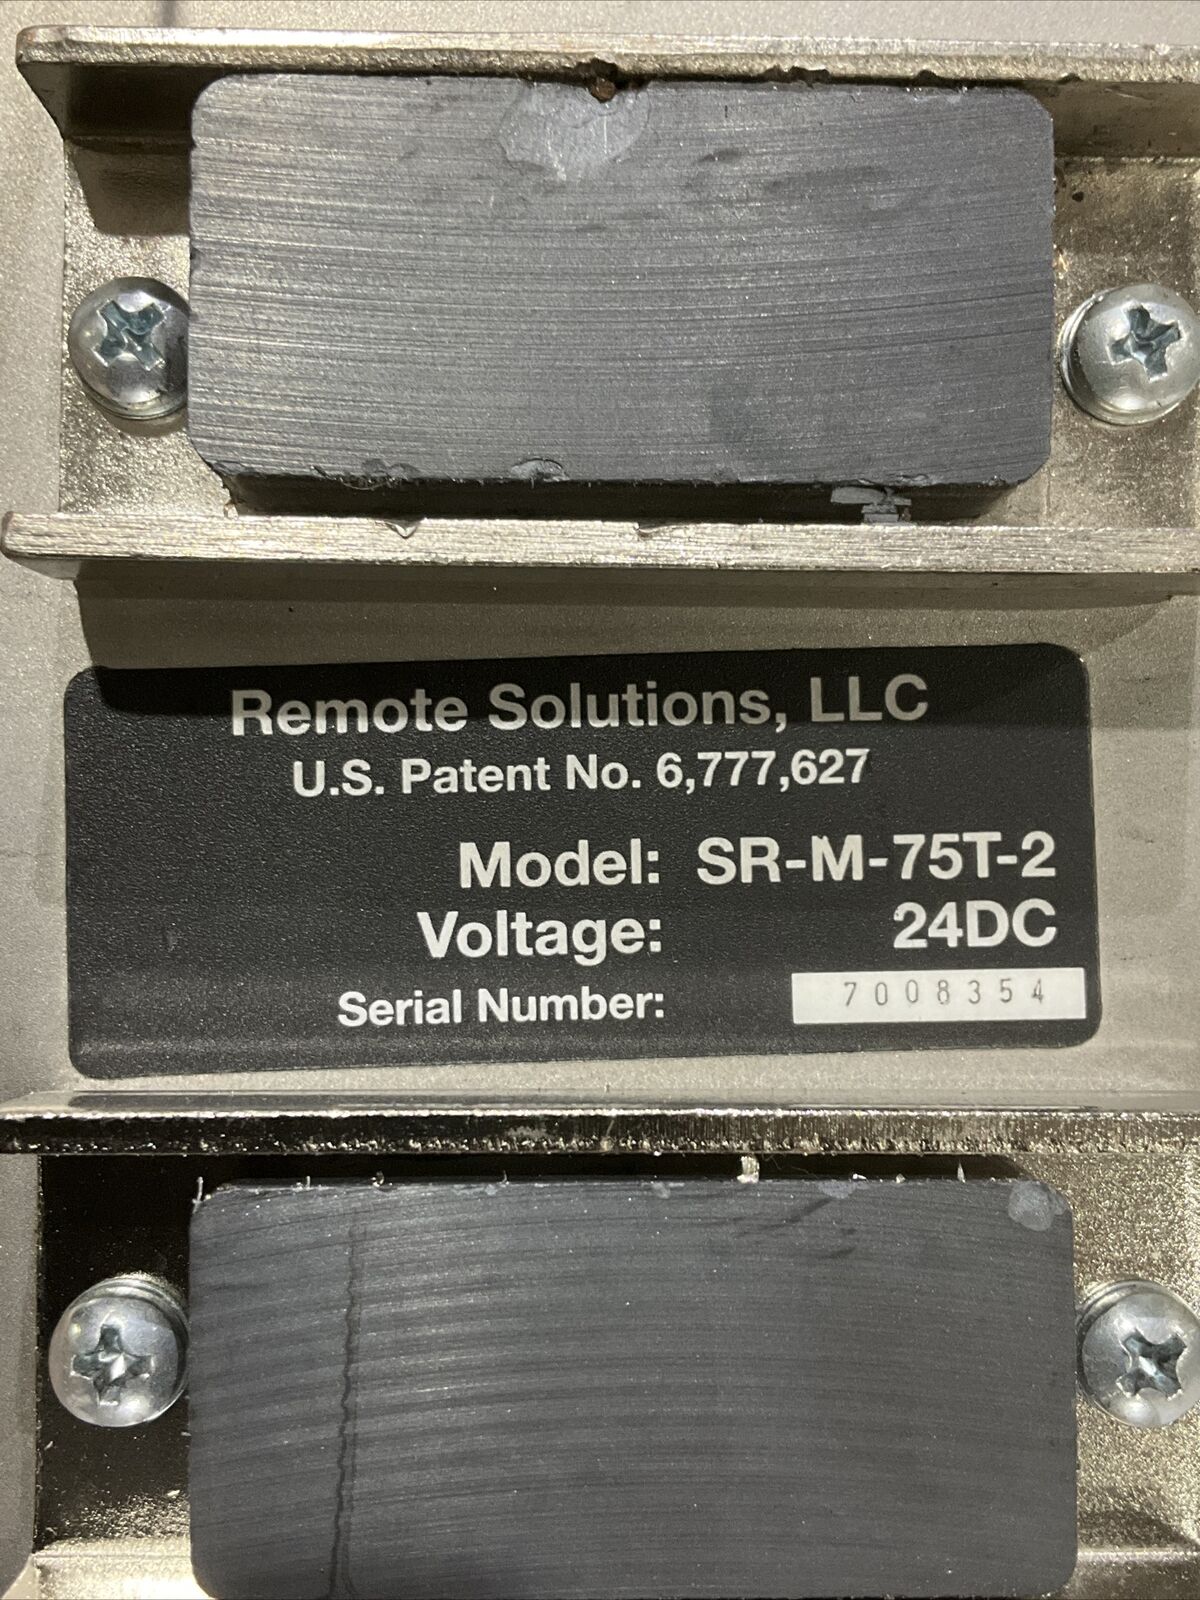 Remote Solutions, LLC
U.S. Patent No. 6,777,627
Model: SR-M-75T-2
Voltage: 24DC
Serial Number: 7008354